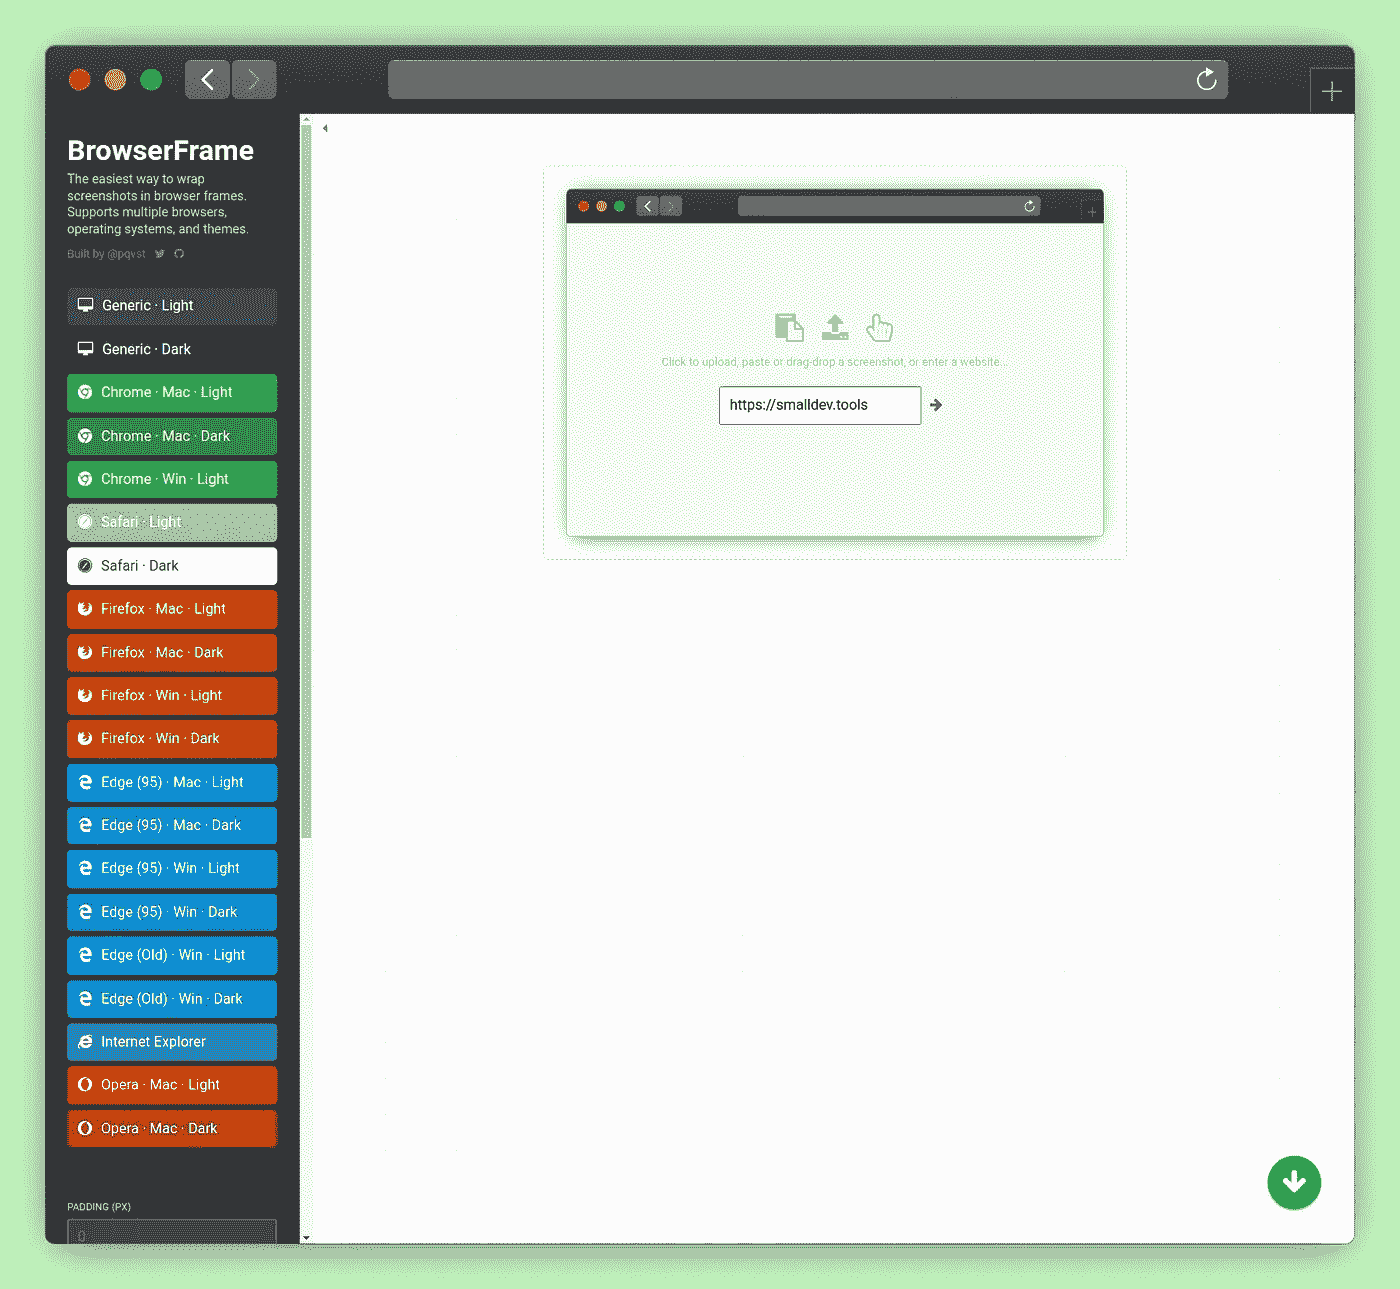 BrowserFrame
The easiest way to wrap
screenshots in browser frames.
Supports multiple browsers,
operating systems, and themes.
Built by @pqvst
Generic · Light
Generic · Dark
Chrome · Mac · Light
Chrome · Mac · Dark
Chrome · Win · Light
Safari · Light
Safari · Dark
Firefox · Mac · Light
Firefox · Mac · Dark
Firefox · Win · Light
Firefox · Win · Dark
Edge (95) · Mac · Light
Edge (95) · Mac · Dark
Edge (95) · Win · Light
Edge (95) · Win · Dark
Edge (Old) · Win · Light
Edge (Old) · Win · Dark
Internet Explorer
Opera · Mac · Light
Opera · Mac · Dark
PADDING (PX)
0
Click to upload, paste or drag-drop a screenshot, or enter a website...
https://smalldev.tools